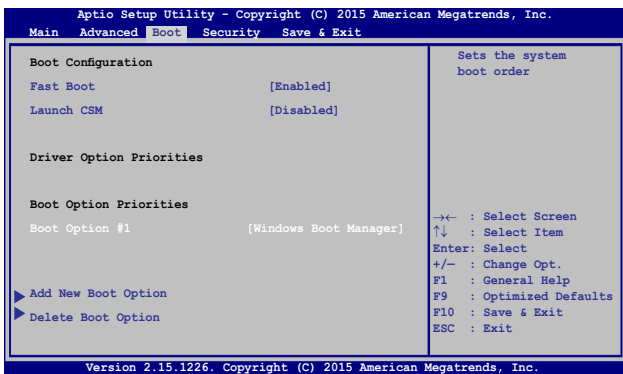 Aptio Setup Utility - Copyright (C) 2015 American Megatrends, Inc.
Main Advanced Boot Security Save & Exit
Boot Configuration
Fast Boot [Enabled]
Launch CSM [Disabled]
Driver Option Priorities
Boot Option Priorities
Boot Option #1 [Windows Boot Manager]
Add New Boot Option
Delete Boot Option
Sets the system
boot order
→← : Select Screen
↑↓ : Select Item
Enter: Select
+/— : Change Opt.
F1 : General Help
F9 : Optimized Defaults
F10 : Save & Exit
ESC : Exit
Version 2.15.1226. Copyright (C) 2015 American Megatrends, Inc.